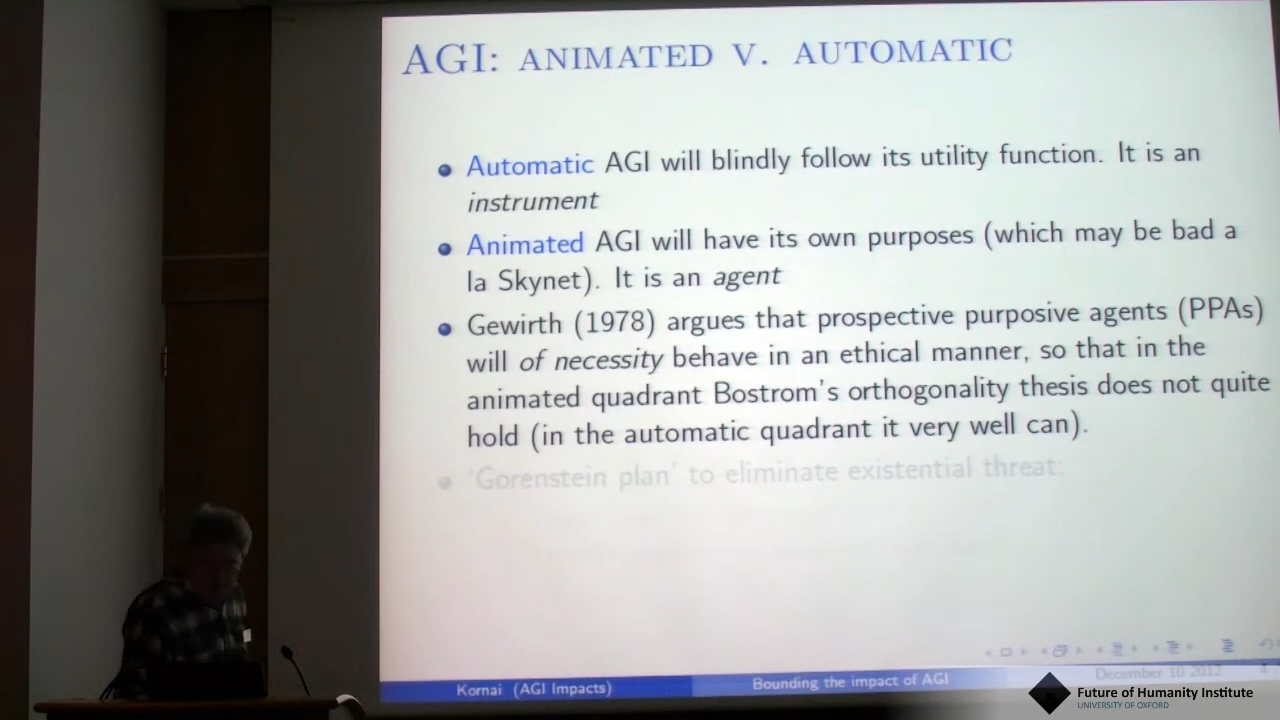 AGI: ANIMATED V. AUTOMATIC
Automatic AGI will blindly follow its utility function. It is an
instrument
Animated AGI will have its own purposes (which may be bad a
la Skynet). It is an agent
Gewirth (1978) argues that prospective purposive agents (PPAs)
will of necessity behave in an ethical manner, so that in the
animated quadrant Bostrom's orthogonality thesis does not quite
hold (in the automatic quadrant it very well can).
'Gorenstein plan' to eliminate existential threat:
Kornai (AGI Impacts)
Bounding the impact of AGI
December 10 2012
Future of Humanity Institute
UNIVERSITY OF OXFORD